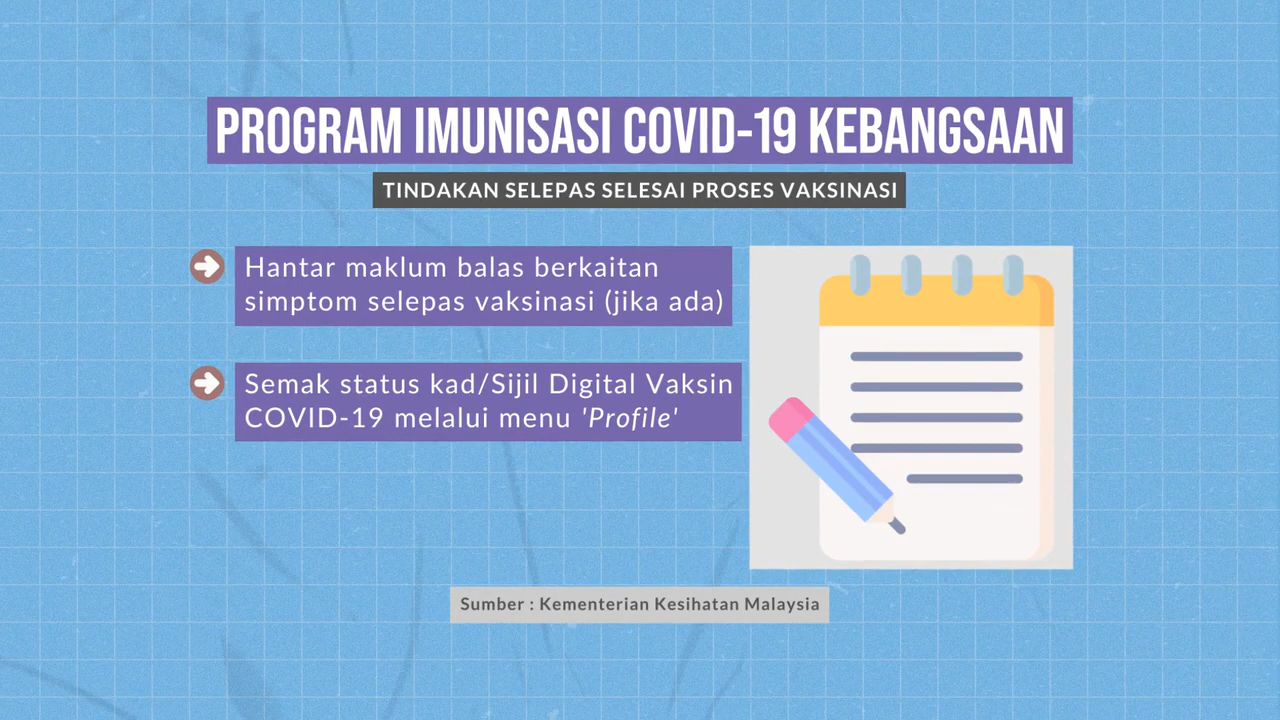 PROGRAM IMUNISASI COVID-19 KEBANGSAAN
TINDAKAN SELEPAS SELESAI PROSES VAKSINASI
Hantar maklum balas berkaitan
simptom selepas vaksinasi (jika ada)
Semak status kad/Sijil Digital Vaksin
COVID-19 melalui menu 'Profile'
Sumber : Kementerian Kesihatan Malaysia